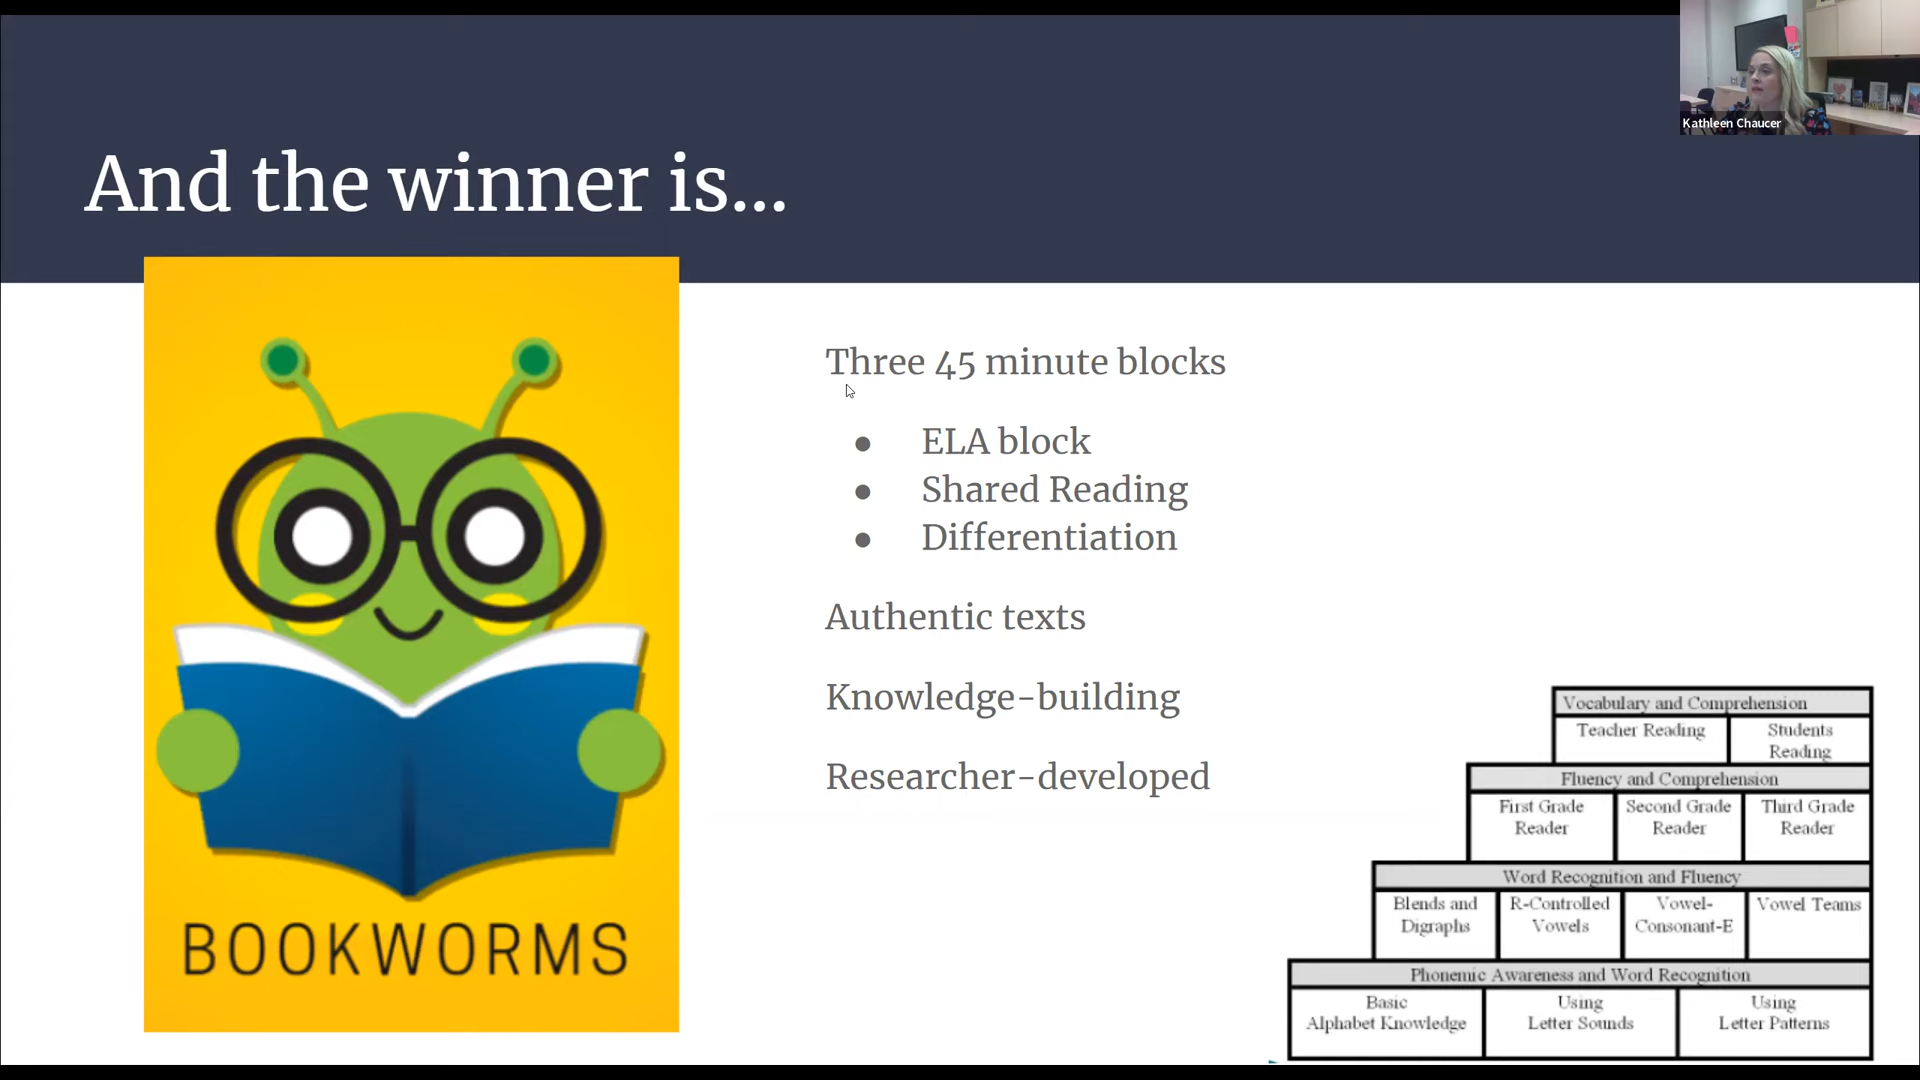 Kathleen Chaucer
And the winner is...
Three 45 minute blocks
● ELA block
● Shared Reading
● Differentiation
Authentic texts
Knowledge-building
Researcher-developed
BOOKWORMS
Vocabulary and Comprehension
Teacher Reading
Students
Reading
Fluency and Comprehension
First Grade
Reader
Second Grade
Reader
Third Grade
Reader
Word Recognition and Fluency
Blends and
Digraphs
R-Controlled
Vowels
Vowel-
Consonant-E
Vowel Teams
Phonemic Awareness and Word Recognition
Basic
Alphabet Knowledge
Using
Letter Sounds
Using
Letter Patterns